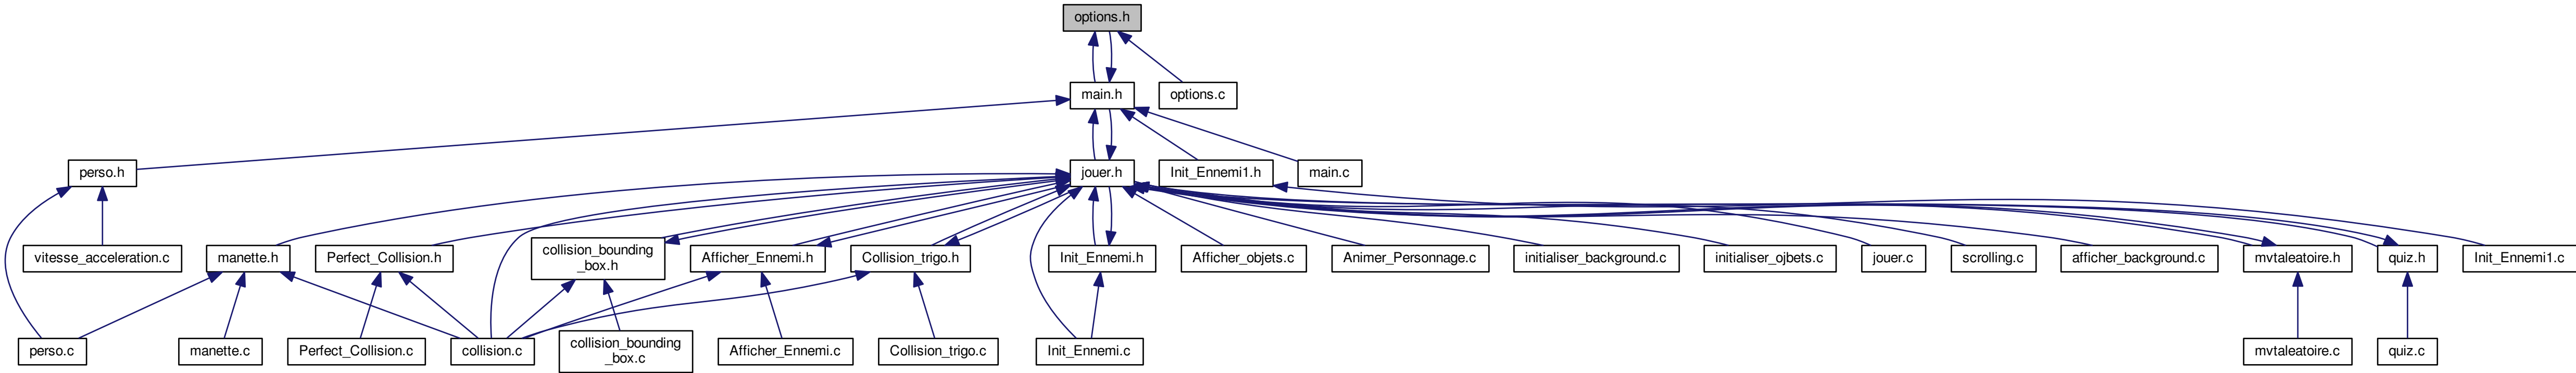 options.h
main.h
options.c
perso.h
jouer.h
Init_Ennemi1.h
main.c
vitesse_acceleration.c
manette.h
Perfect_Collision.h
collision_bounding
_box.h
Afficher_Ennemi.h
Collision_trigo.h
Init_Ennemi.h
Afficher_objets.c
Animer_Personnage.c
initialiser_background.c
initialiser_ojbets.c
jouer.c
scrolling.c
afficher_background.c
mvtaleatoire.h
quiz.h
Init_Ennemi1.c
perso.c
manette.c
Perfect_Collision.c
collision.c
collision_bounding
_box.c
Afficher_Ennemi.c
Collision_trigo.c
Init_Ennemi.c
mvtaleatoire.c
quiz.c